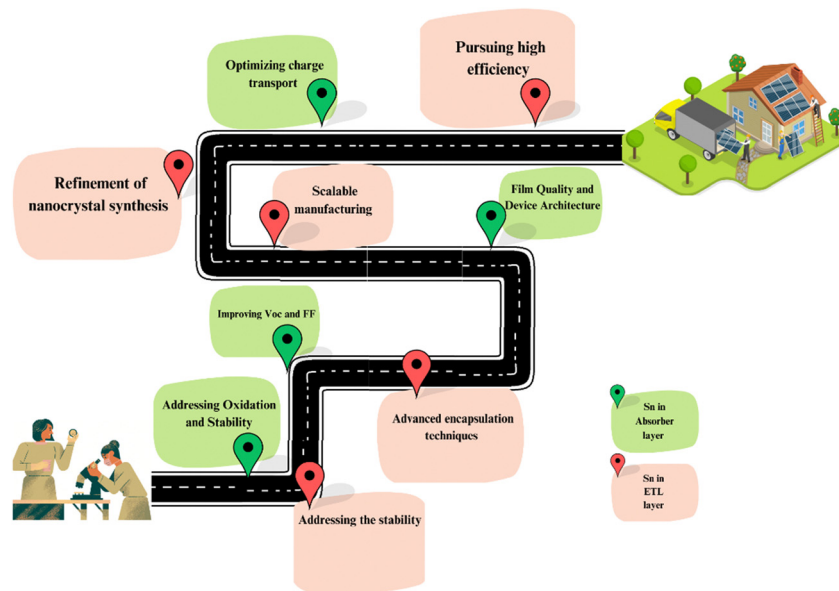 Optimizing charge
transport
Pursuing high
efficiency
Refinement of
nanocrystal synthesis
Scalable
manufacturing
Film Quality and
Device Architecture
Improving Voc and FF
Addressing Oxidation
and Stability
Advanced encapsulation
techniques
Addressing the stability
Sn in
Absorber
layer
Sn in
ETL
layer